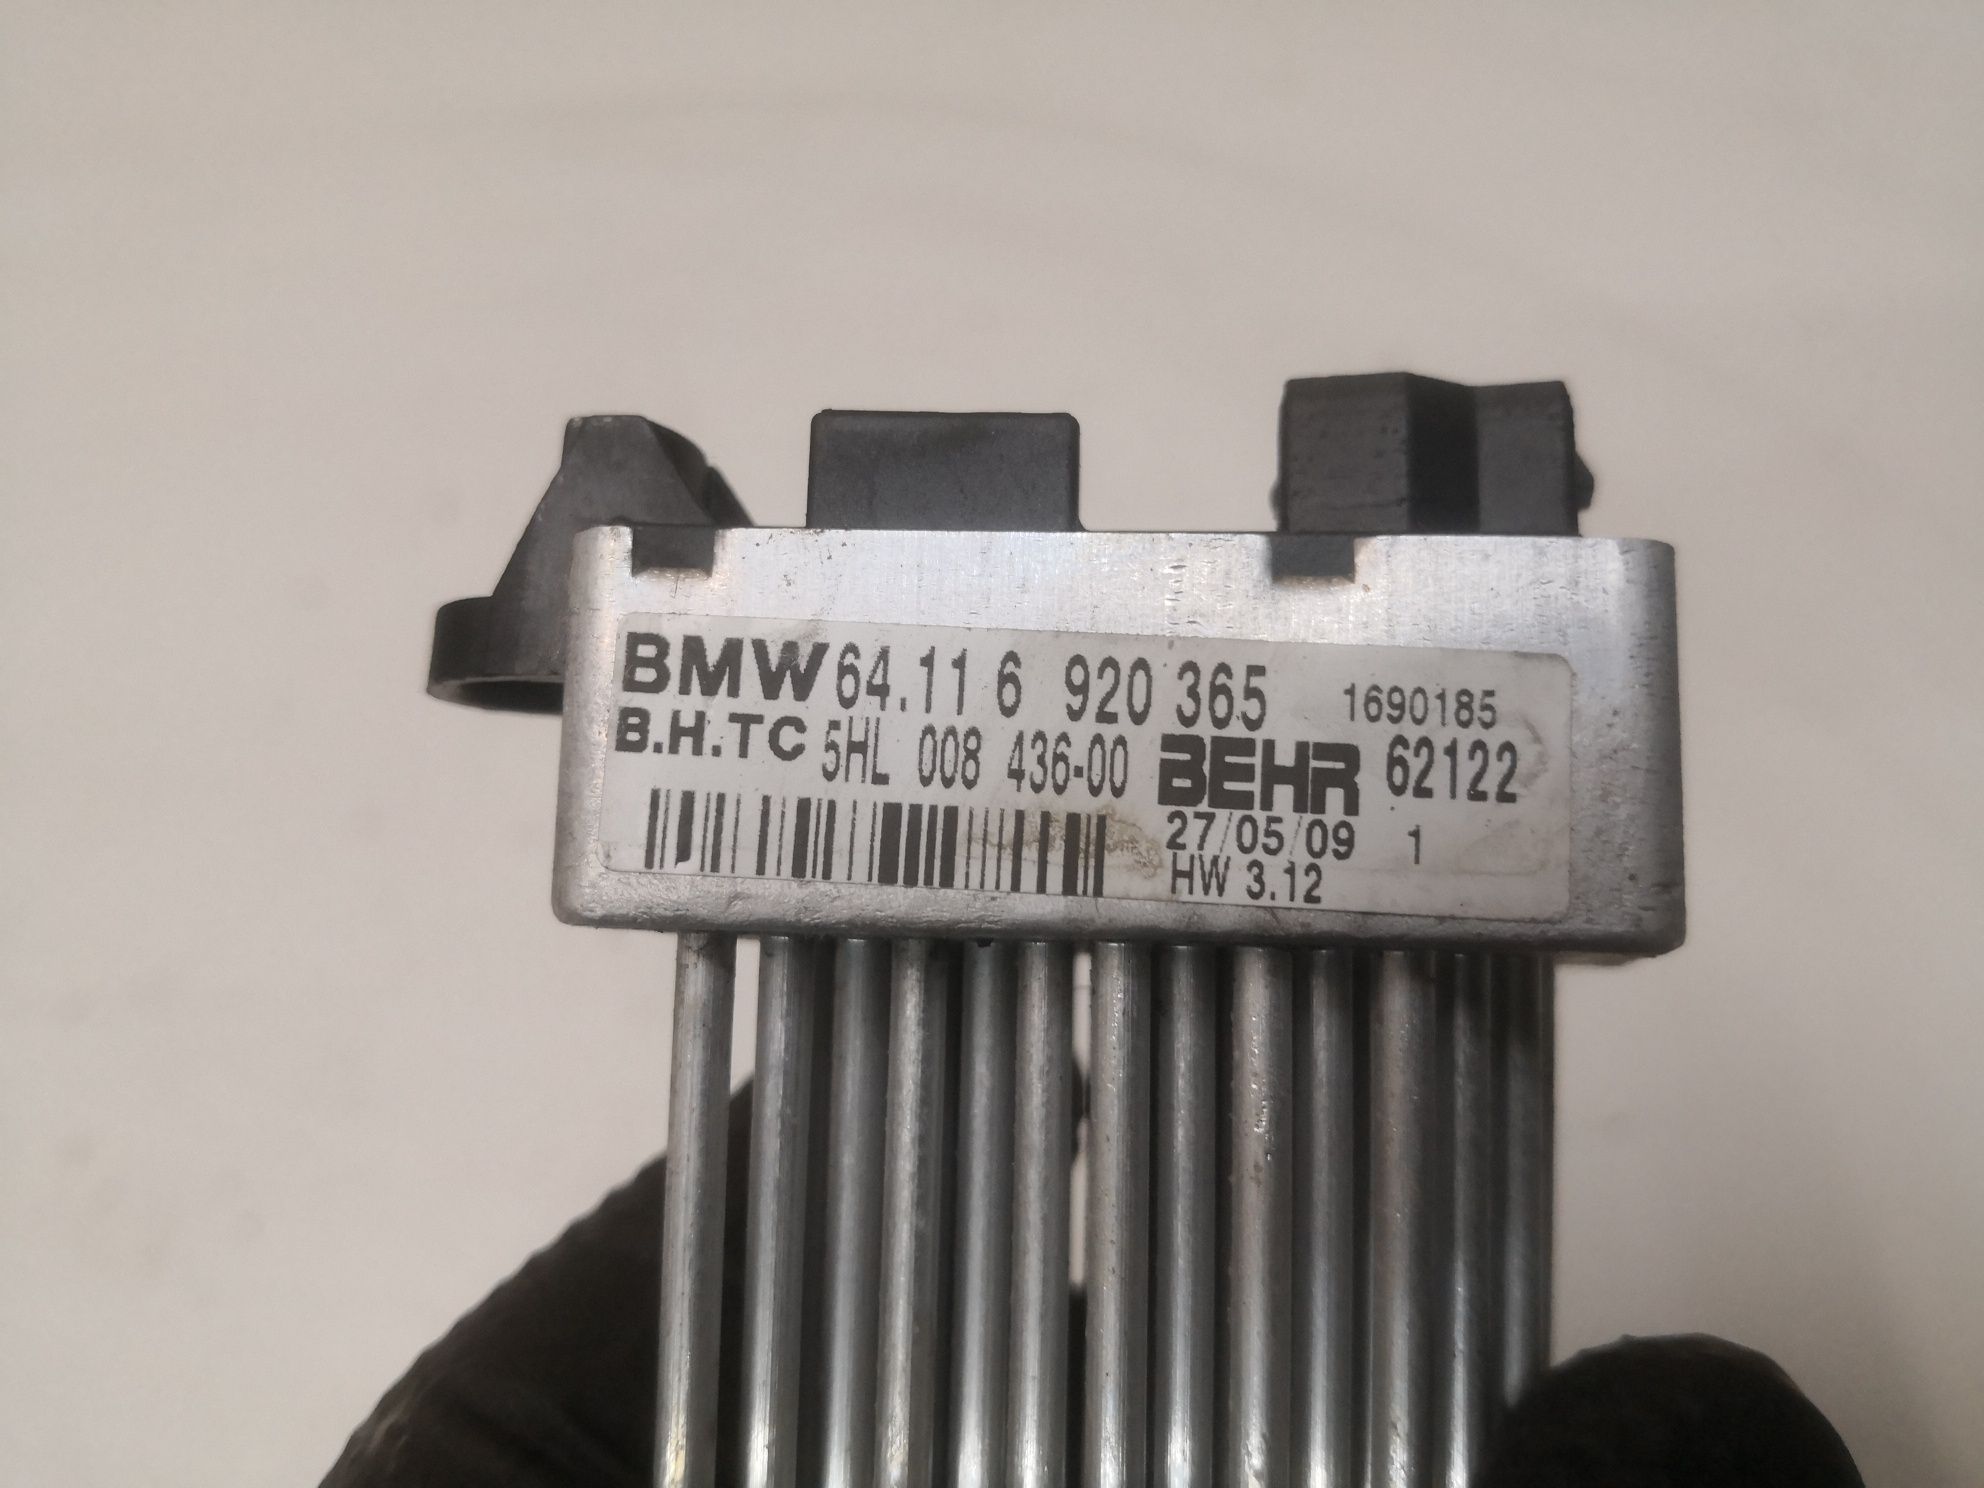 BMW 64.11 6 920 365 1690185
B.H.TC 5HL 008 436-00 BEHR 62122
27/05/09 1
HW 3.12